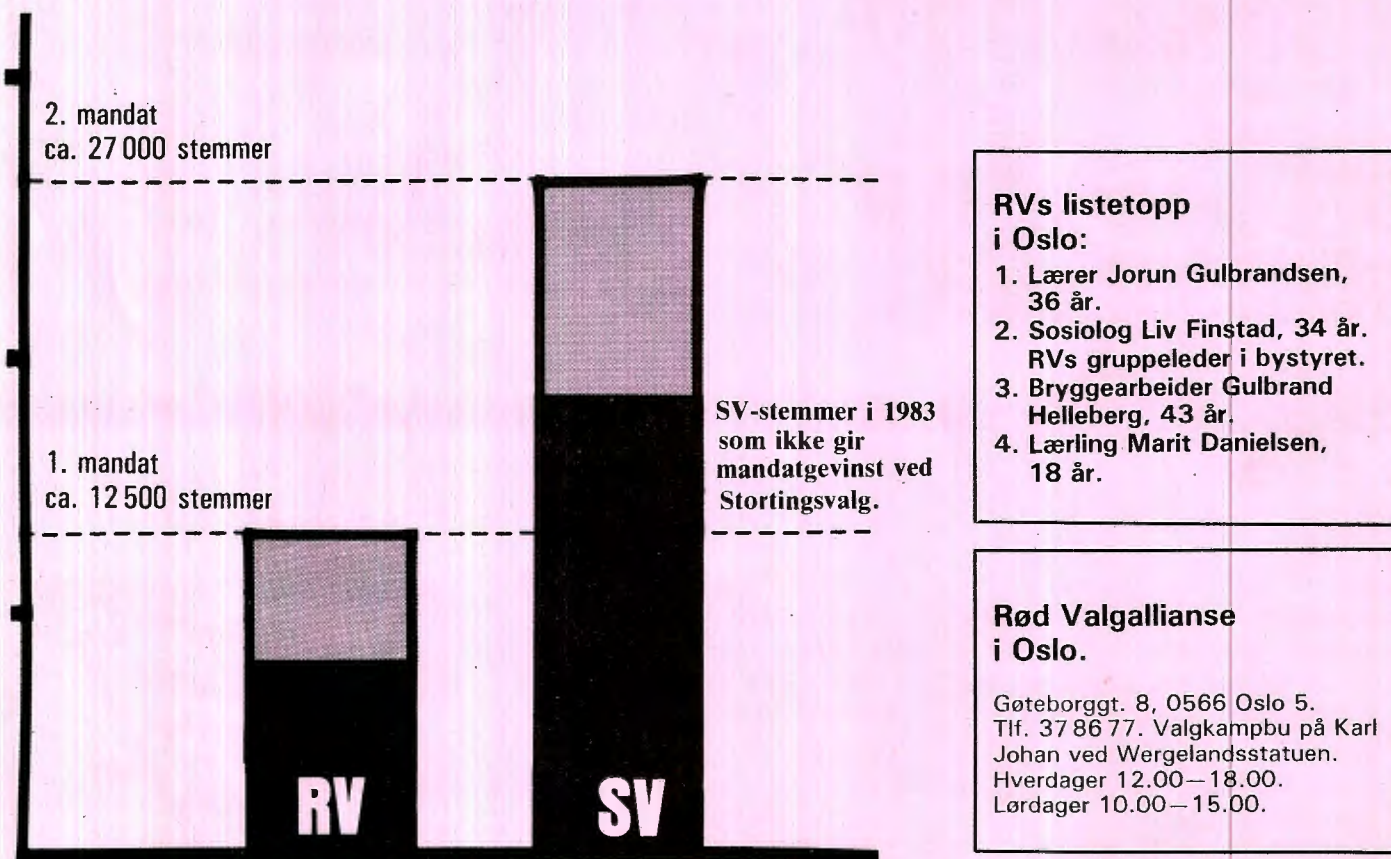 2. mandat
ca. 27 000 stemmer
1. mandat
ca. 12 500 stemmer
SV-stemmer i 1983
som ikke gir
mandatgevinst ved
Stortingsvalg.
RV
SV
RVs listetopp
i Oslo:
1. Lærer Jorun Gulbrandsen,
36 år.
2. Sosiolog Liv Finstad, 34 år.
RVs gruppeleder i bystyret.
3. Bryggearbeider Gulbrand
Helleberg, 43 år.
4. Lærling Marit Danielsen,
18 år.
Rød Valgallianse
i Oslo.
Gøteborggt. 8, 0566 Oslo 5.
Tlf. 37 86 77. Valgkampbu på Karl
Johan ved Wergelandsstatuen.
Hverdager 12.00—18.00.
Lørdager 10.00—15.00.